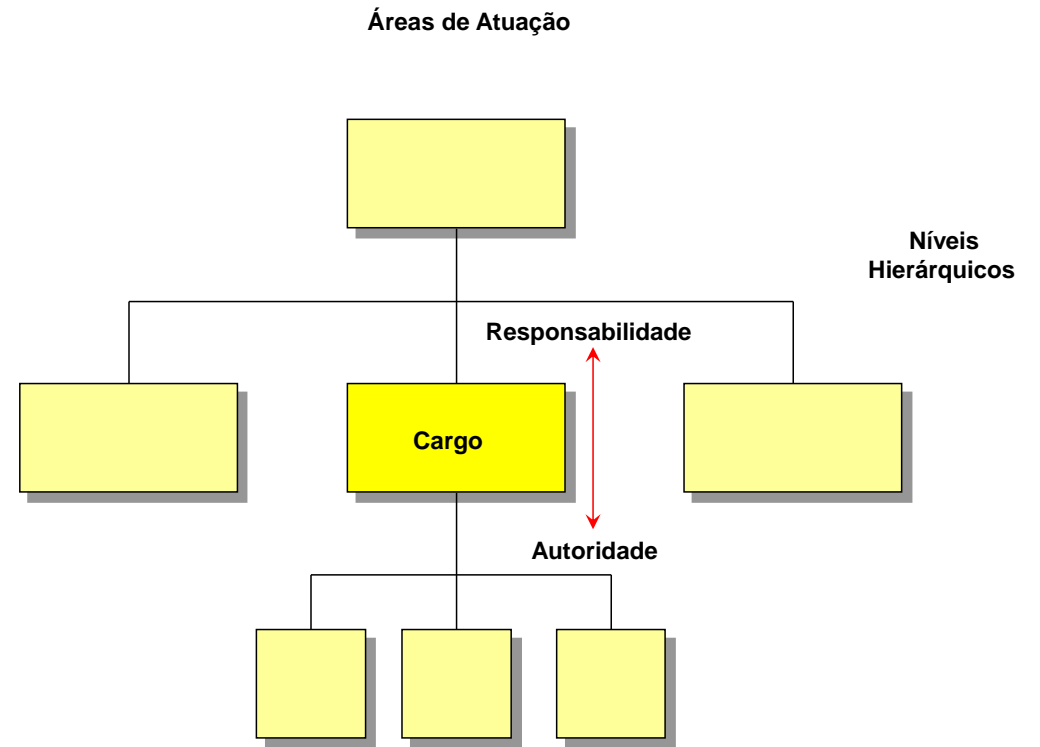 Áreas de Atuação
Níveis
Hierárquicos
Responsabilidade
Cargo
Autoridade